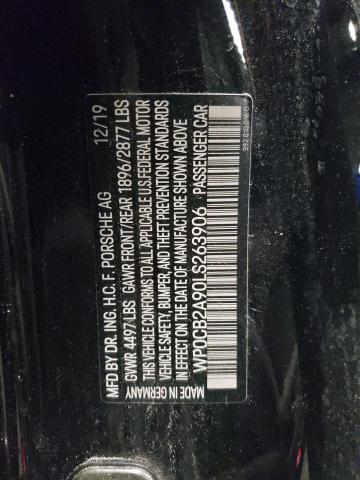 MFD BY DR. ING. H.C. F. PORSCHE AG 12/19
GVWR 4497 LBS GAWR FRONT/REAR 1896/2877 LBS
THIS VEHICLE CONFORMS TO ALL APPLICABLE U.S.FEDERAL MOTOR
VEHICLE SAFETY, BUMPER, AND THEFT PREVENTION STANDARDS
IN EFFECT ON THE DATE OF MANUFACTURE SHOWN ABOVE
WP0CB2A90LS263906 PASSENGER CAR
MADE IN GERMANY